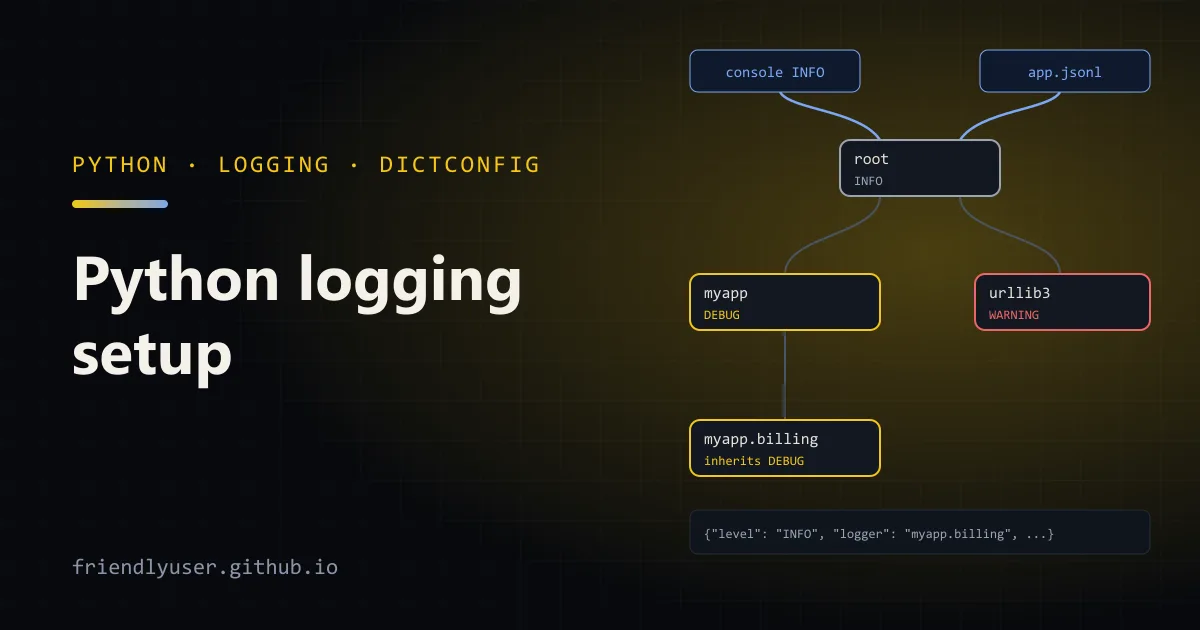 PYTHON · LOGGING · DICTCONFIG
Python logging
setup
friendlyuser.github.io
console INFO
app.jsonl
root
INFO
myapp
DEBUG
urllib3
WARNING
myapp.billing
inherits DEBUG
{"level": "INFO", "logger": "myapp.billing", ...}